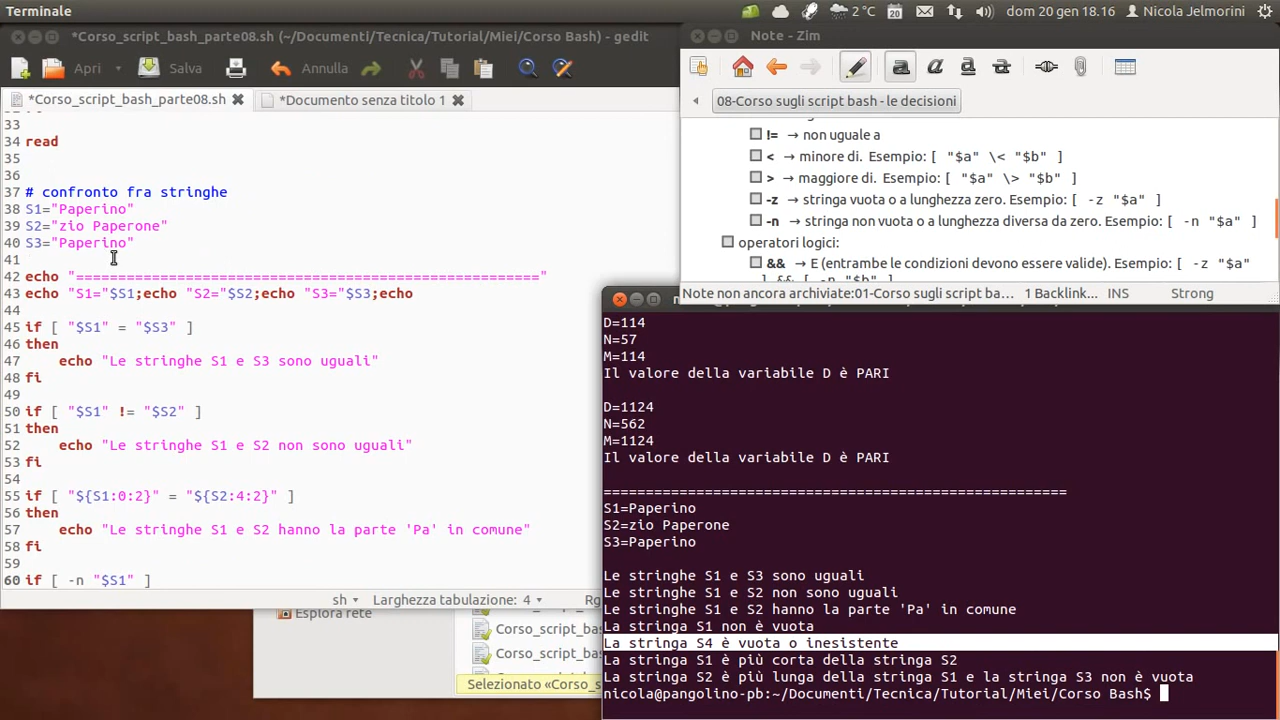 Terminale
2 °C
20
dom 20 gen 18.16
Nicola Jelmorini
*Corso_script_bash_parte08.sh (~/Documenti/Tecnica/Tutorial/Miei/Corso Bash) - gedit
Apri
Salva
Annulla
*Corso_script_bash_parte08.sh
*Documento senza titolo 1
33
34 read
35
36
37 # confronto fra stringhe
38 S1="Paperino"
39 S2="zio Paperone"
40 S3="Paperino"
41
42 echo "======================================================="
43 echo "S1="$S1;echo "S2="$S2;echo "S3="$S3;echo
44
45 if [ "$S1" = "$S3" ]
46 then
47     echo "Le stringhe S1 e S3 sono uguali"
48 fi
49
50 if [ "$S1" != "$S2" ]
51 then
52     echo "Le stringhe S1 e S2 non sono uguali"
53 fi
54
55 if [ "${S1:0:2}" = "${S2:4:2}" ]
56 then
57     echo "Le stringhe S1 e S2 hanno la parte 'Pa' in comune"
58 fi
59
60 if [ -n "$S1" ]
sh
Larghezza tabulazione: 4
Rg
Note - Zim
08-Corso sugli script bash - le decisioni
!= → non uguale a
< → minore di. Esempio: [ "$a" \< "$b" ]
> → maggiore di. Esempio: [ "$a" \> "$b" ]
-z → stringa vuota o a lunghezza zero. Esempio: [ -z "$a" ]
-n → stringa non vuota o a lunghezza diversa da zero. Esempio: [ -n "$a" ]
operatori logici:
&& → E (entrambe le condizioni devono essere valide). Esempio: [ -z "$a"
] && [ -n "$b" ]
Note non ancora archiviate:01-Corso sugli script ba…
1 Backlink...
INS
Strong
D=114
N=57
M=114
Il valore della variabile D è PARI
D=1124
N=562
M=1124
Il valore della variabile D è PARI
=======================================================
S1=Paperino
S2=zio Paperone
S3=Paperino
Le stringhe S1 e S3 sono uguali
Le stringhe S1 e S2 non sono uguali
Le stringhe S1 e S2 hanno la parte 'Pa' in comune
La stringa S1 non è vuota
La stringa S4 è vuota o inesistente
La stringa S1 è più corta della stringa S2
La stringa S2 è più lunga della stringa S1 e la stringa S3 non è vuota
nicola@pangolino-pb:~/Documenti/Tecnica/Tutorial/Miei/Corso Bash$
Esplora rete
Corso_script_bas
Corso_script_bas
Selezionato «Corso_s